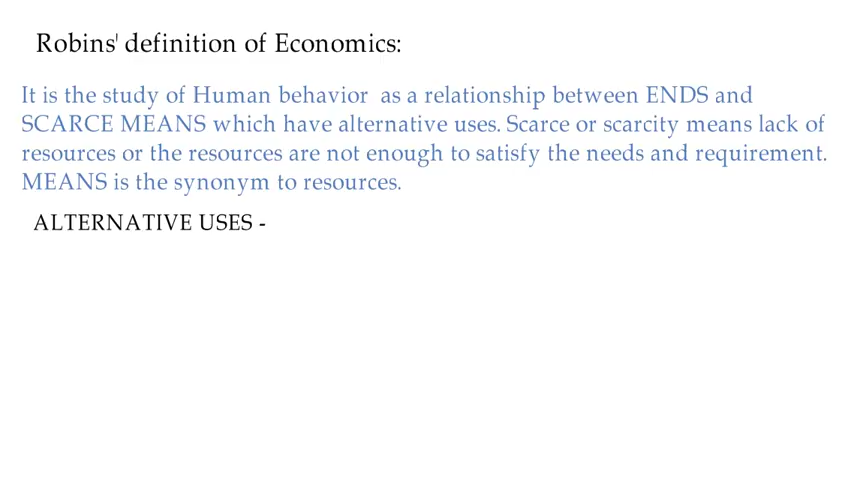 Robins' definition of Economics:
It is the study of Human behavior as a relationship between ENDS and
SCARCE MEANS which have alternative uses. Scarce or scarcity means lack of
resources or the resources are not enough to satisfy the needs and requirement.
MEANS is the synonym to resources.
ALTERNATIVE USES -